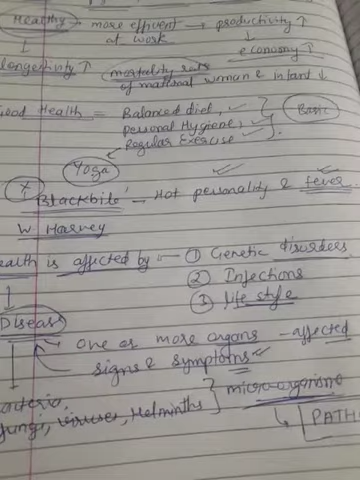 Healthy → more efficient → productivity ↑
at work
longetivity ↑ mortality rate economy ↑
of maternal woman & infant ↓
Good Health = Balanced diet, ✓
personal Hygiene, ✓ Basic
Regular Exercise ✓
Yoga
'Blackbile' - Hot personality & fever
W Harvey
Health is affected by :- ① Genetic disorders
② Infections
③ life style
Disease
→ One or more organs - affected
signs & symptoms
Bacteria,
fungi, viruses, Helminths } micro-organisms
PATH